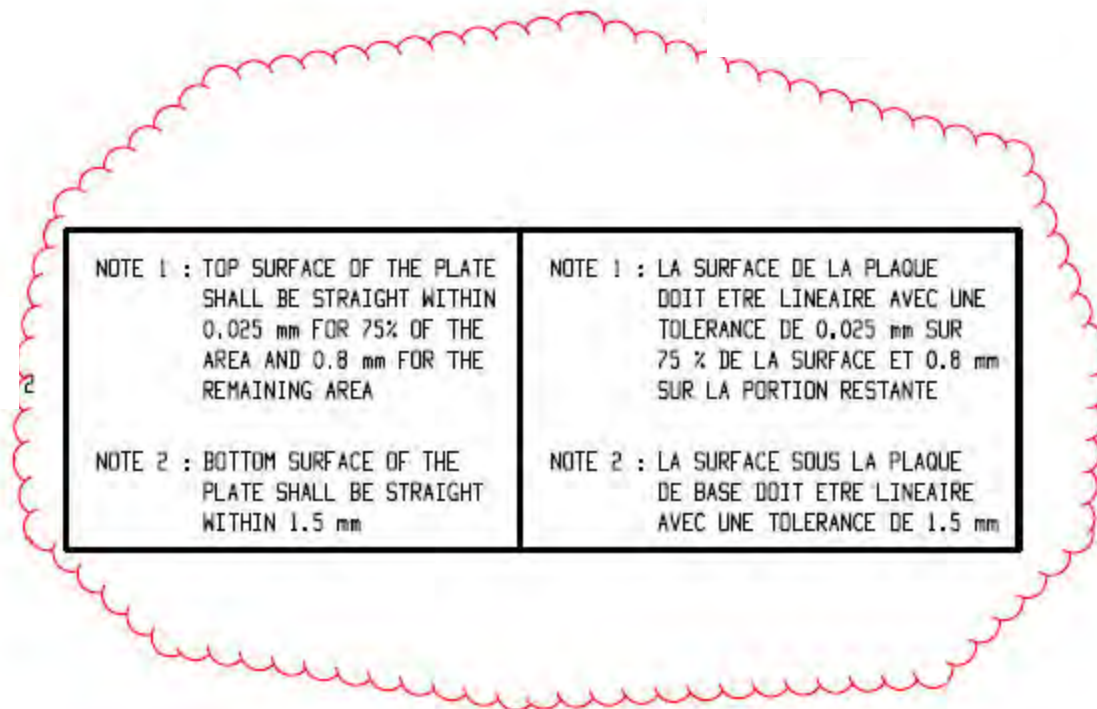 NOTE 1 : TOP SURFACE OF THE PLATE
SHALL BE STRAIGHT WITHIN
0.025 mm FOR 75% OF THE
AREA AND 0.8 mm FOR THE
REMAINING AREA
NOTE 2 : BOTTOM SURFACE OF THE
PLATE SHALL BE STRAIGHT
WITHIN 1.5 mm
NOTE 1 : LA SURFACE DE LA PLAQUE
DOIT ETRE LINEAIRE AVEC UNE
TOLERANCE DE 0.025 mm SUR
75 % DE LA SURFACE ET 0.8 mm
SUR LA PORTION RESTANTE
NOTE 2 : LA SURFACE SOUS LA PLAQUE
DE BASE DOIT ETRE LINEAIRE
AVEC UNE TOLERANCE DE 1.5 mm
2